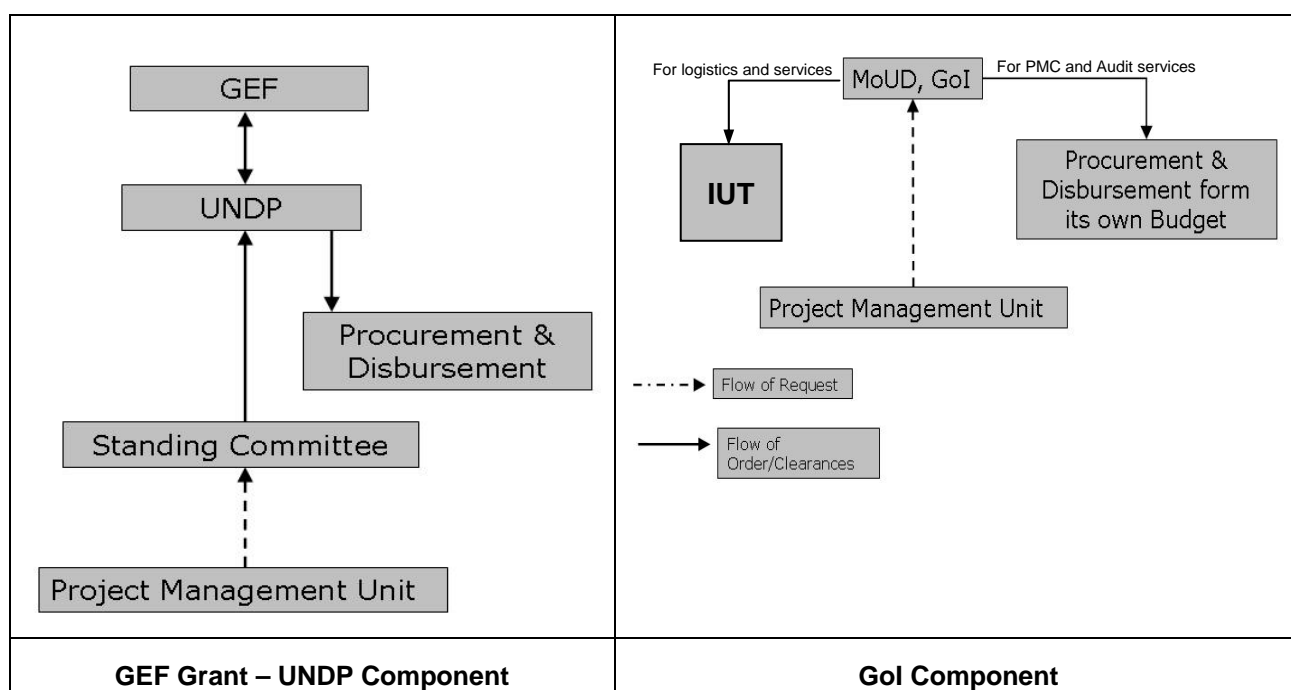 GEF
UNDP
Procurement &
Disbursement
Standing Committee
Project Management Unit
GEF Grant – UNDP Component
For logistics and services
MoUD, GoI
For PMC and Audit services
IUT
Procurement &
Disbursement form
its own Budget
Project Management Unit
Flow of Request
Flow of
Order/Clearances
GoI Component